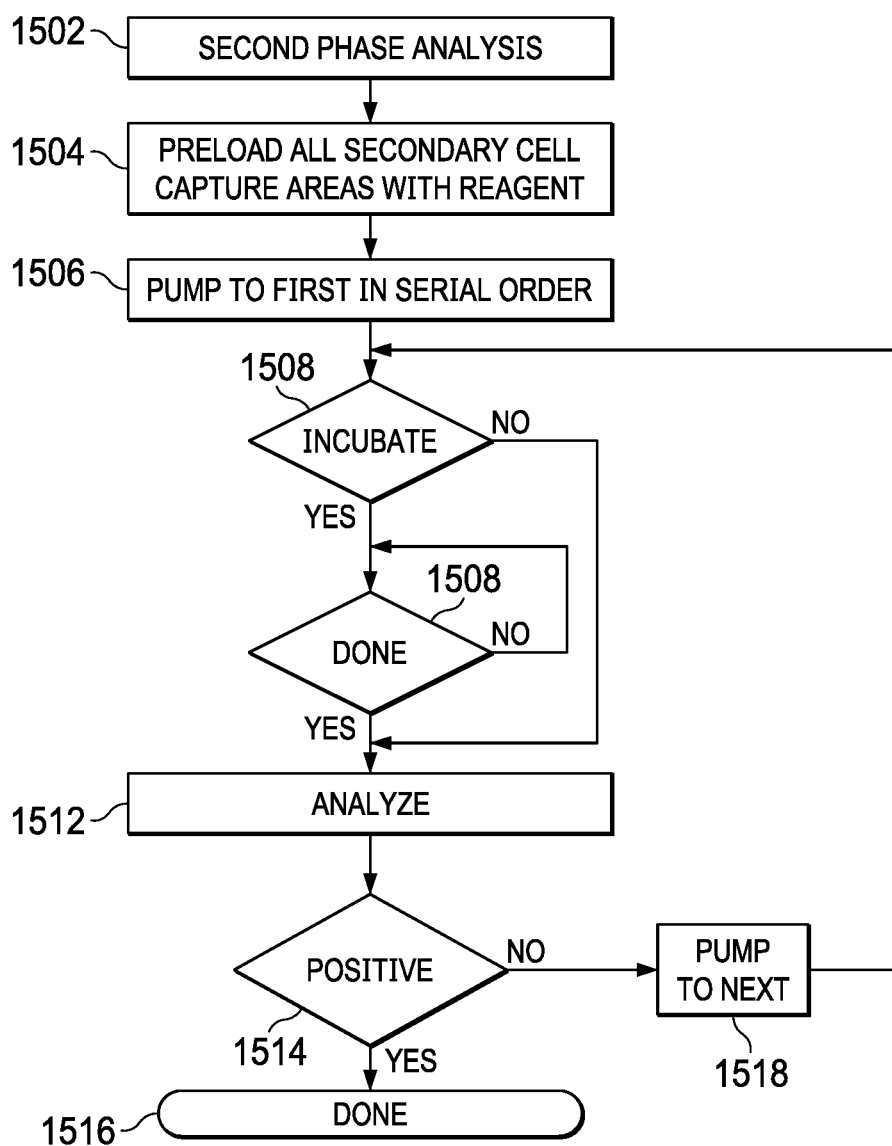 1502
SECOND PHASE ANALYSIS
1504
PRELOAD ALL SECONDARY CELL
CAPTURE AREAS WITH REAGENT
1506
PUMP TO FIRST IN SERIAL ORDER
1508
INCUBATE
NO
YES
1508
DONE
NO
YES
1512
ANALYZE
POSITIVE
NO
PUMP
TO NEXT
1514
YES
1518
1516
DONE